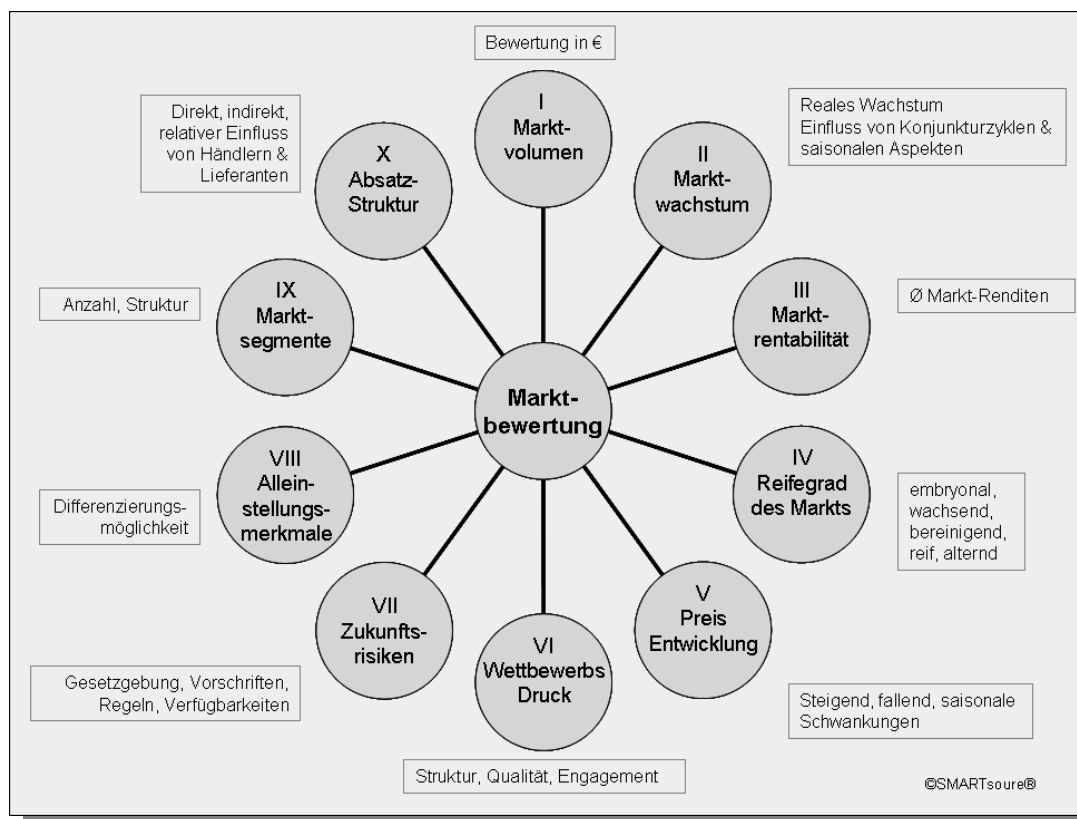 Bewertung in €
I
Markt-
volumen
II
Markt-
wachstum
Reales Wachstum
Einfluss von Konjunkturzyklen &
saisonalen Aspekten
III
Markt-
rentabilität
Ø Markt-Renditen
IV
Reifegrad
des Markts
embryonal,
wachsend,
bereinigend,
reif, alternd
V
Preis
Entwicklung
Steigend, fallend, saisonale
Schwankungen
VI
Wettbewerbs
Druck
Struktur, Qualität, Engagement
VII
Zukunfts-
risiken
Gesetzgebung, Vorschriften,
Regeln, Verfügbarkeiten
VIII
Allein-
stellungs-
merkmale
Differenzierungs-
möglichkeit
IX
Markt-
segmente
Anzahl, Struktur
X
Absatz-
Struktur
Direkt, indirekt,
relativer Einfluss
von Händlern &
Lieferanten
Markt-
bewertung
©SMARTsoure®